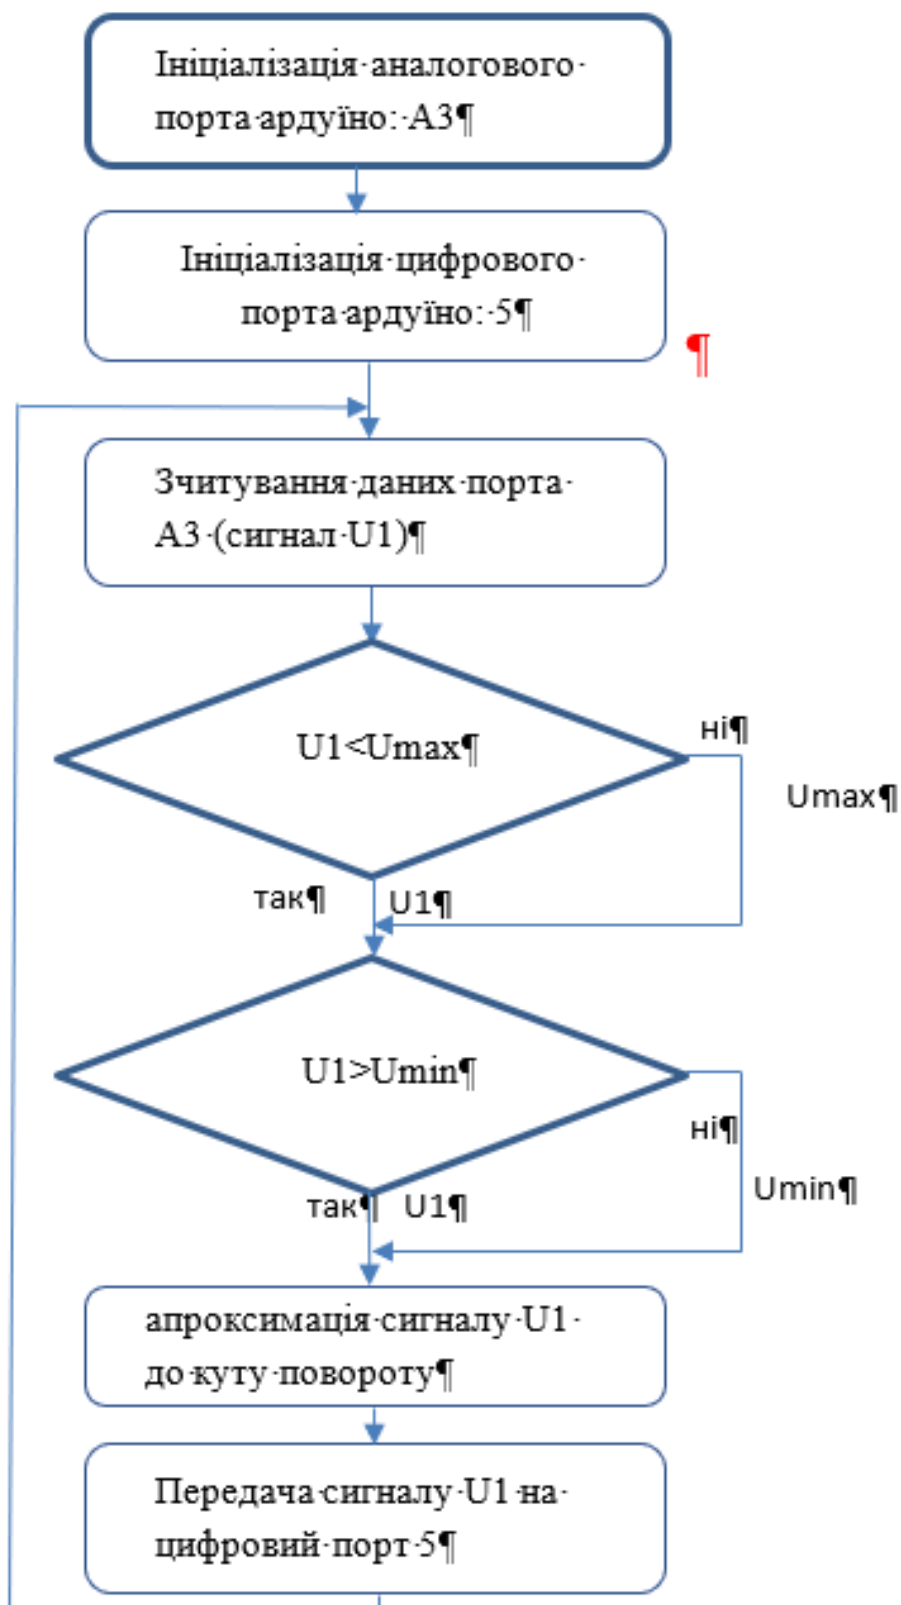 Ініціалізація·аналогового·
порта·ардуїно:·А3¶
Ініціалізація·цифрового·
порта·ардуїно:·5¶
¶
Зчитування·даних·порта·
А3·(сигнал·U1)¶
U1<Umax¶
ні¶
Umax¶
так¶ U1¶
U1>Umin¶
ні¶
Umin¶
так¶ U1¶
апроксимація·сигналу·U1·
до·куту·повороту¶
Передача·сигналу·U1·на·
цифровий·порт·5¶